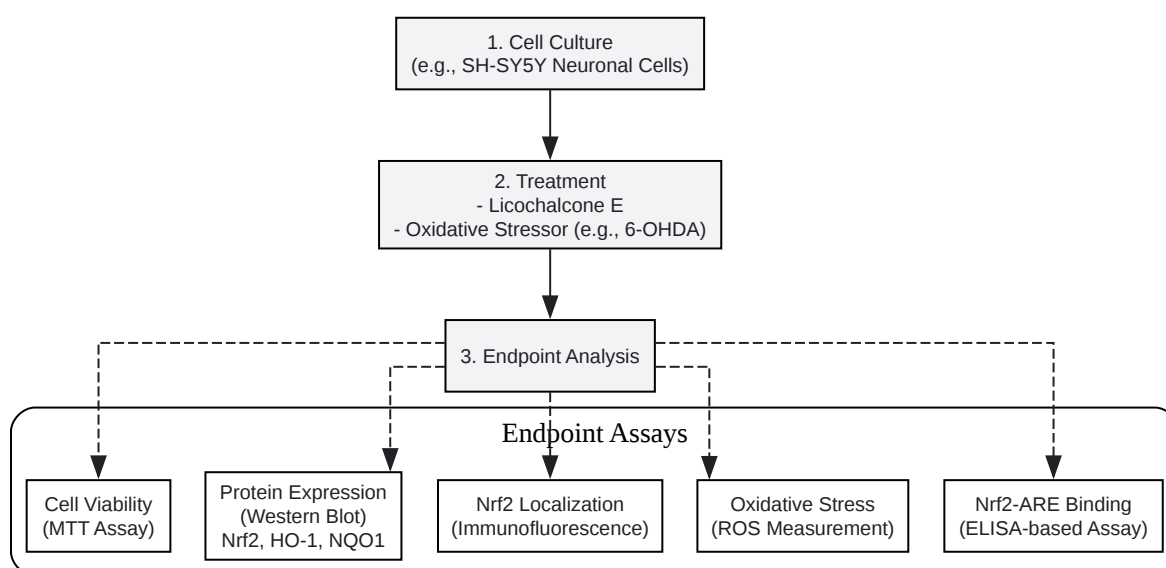 1. Cell Culture
(e.g., SH-SY5Y Neuronal Cells)
2. Treatment
- Licochalcone E
- Oxidative Stressor (e.g., 6-OHDA)
3. Endpoint Analysis
Endpoint Assays
Cell Viability
(MTT Assay)
Protein Expression
(Western Blot)
Nrf2, HO-1, NQO1
Nrf2 Localization
(Immunofluorescence)
Oxidative Stress
(ROS Measurement)
Nrf2-ARE Binding
(ELISA-based Assay)